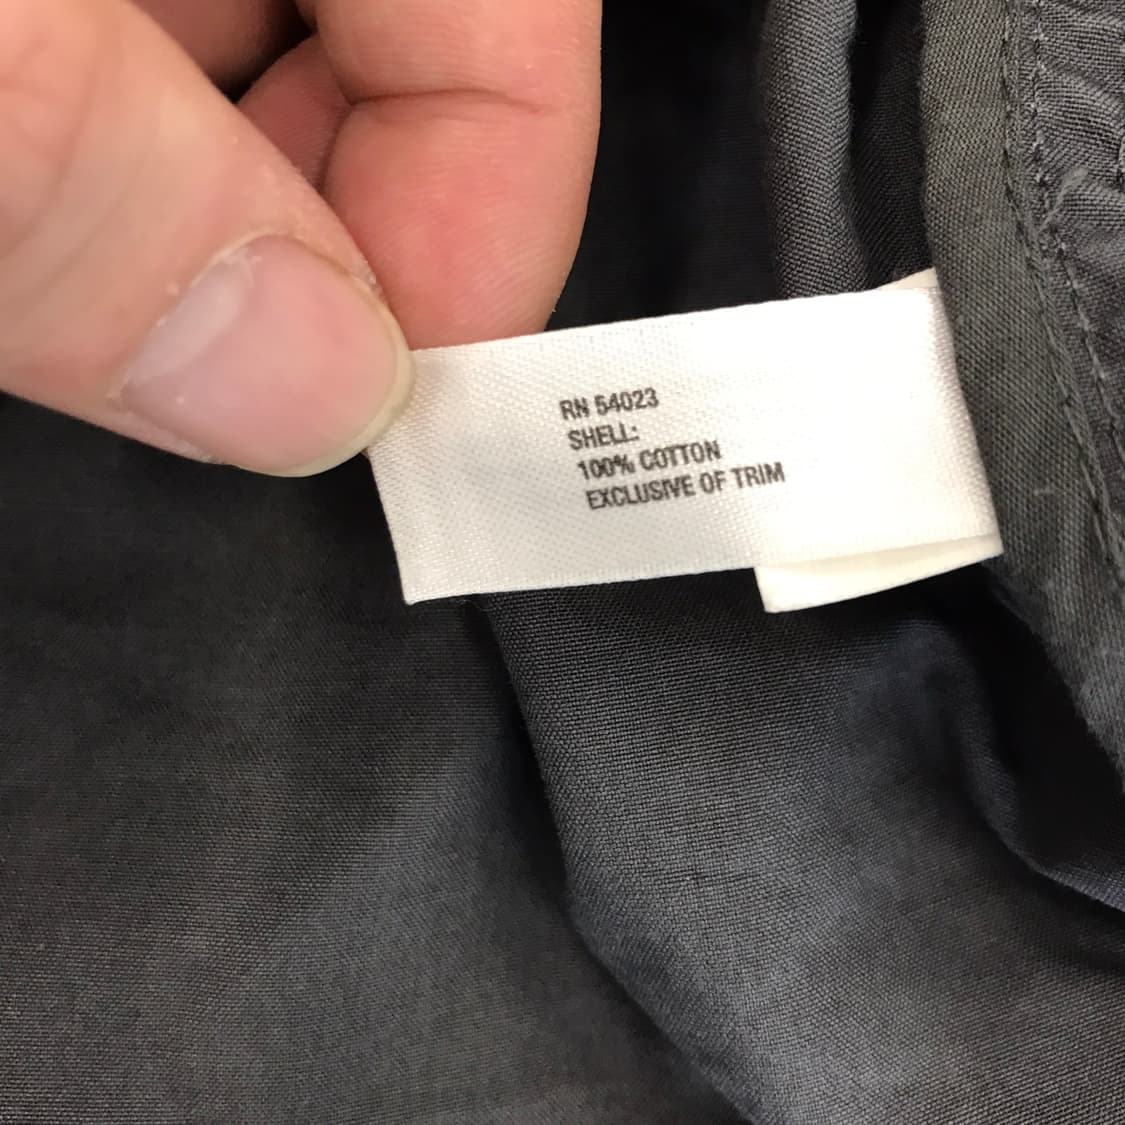 RN 54023
SHELL:
100% COTTON
EXCLUSIVE OF TRIM